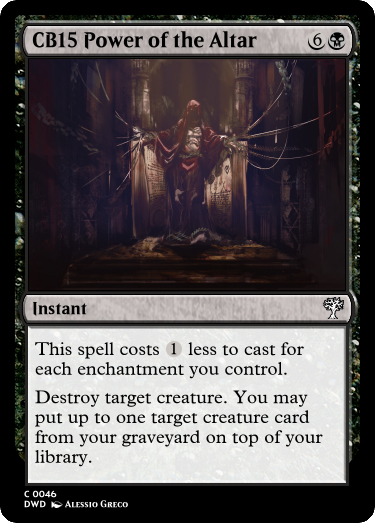 CB15 Power of the Altar 6
Instant
This spell costs 1 less to cast for
each enchantment you control.
Destroy target creature. You may
put up to one target creature card
from your graveyard on top of your
library.
C 0046
DWD Alessio Greco